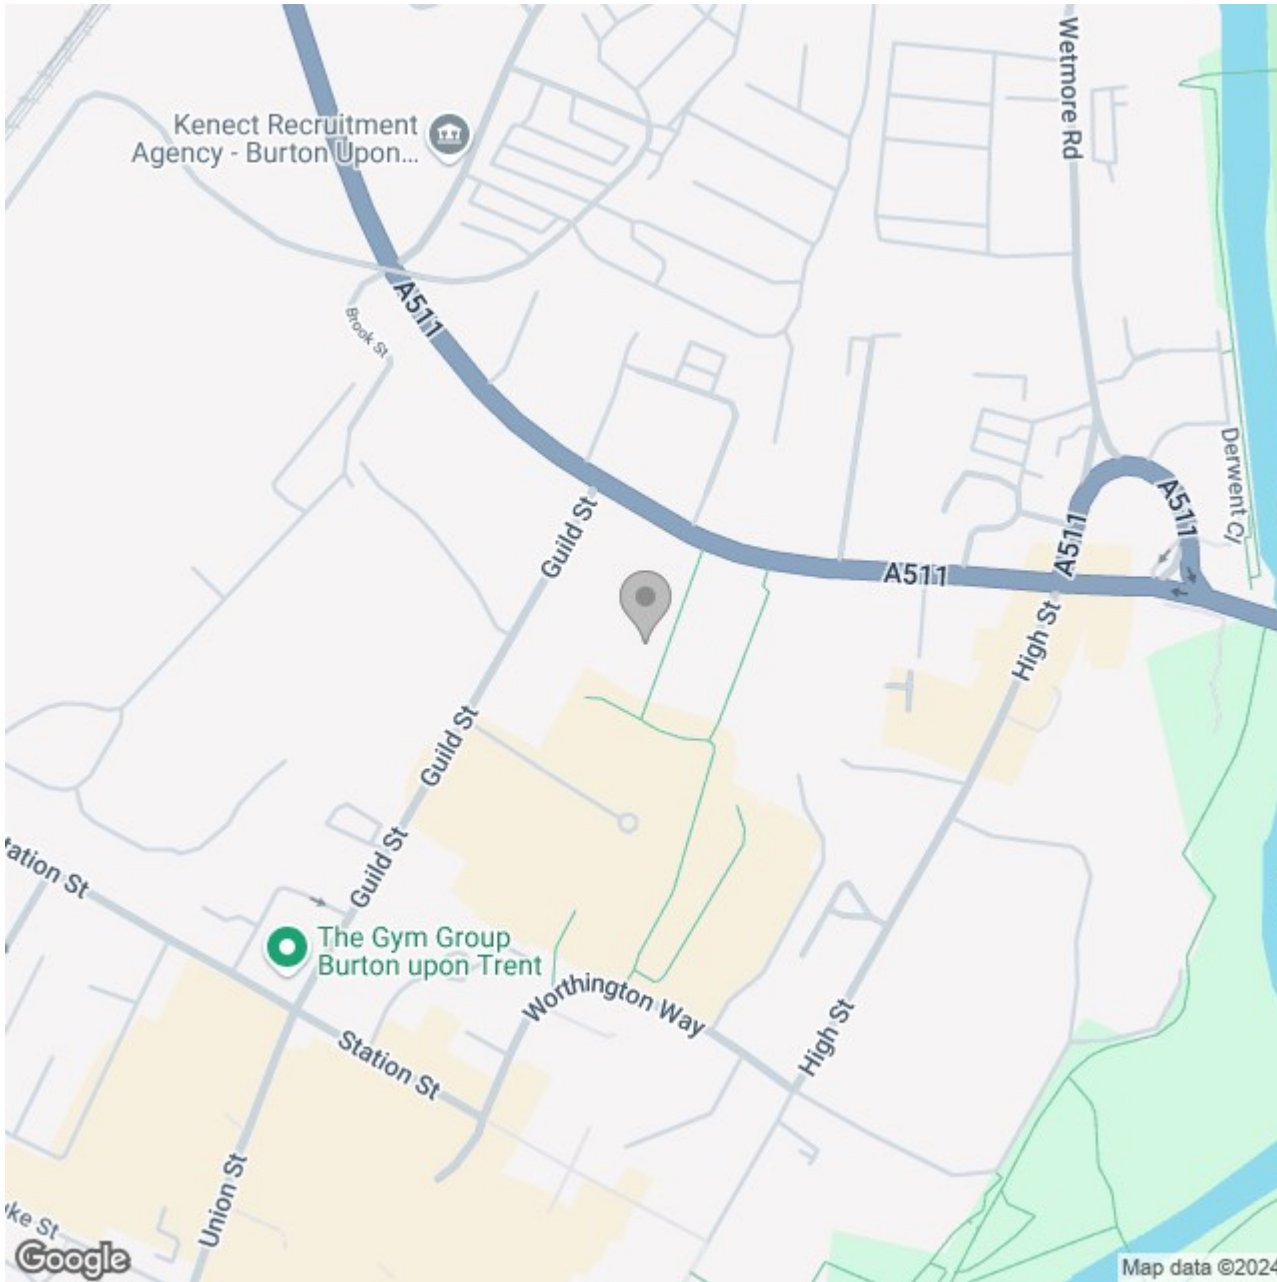 Wetmore Rd
Kenect Recruitment
Agency - Burton Upon...
A511
Brook St
Derwent Cl
A511
Guild St
A511
A511
High St
Guild St
Guild St
tation St
The Gym Group
Burton upon Trent
Worthington Way
High St
Station St
Union St
uke St
Google
Map data ©2024